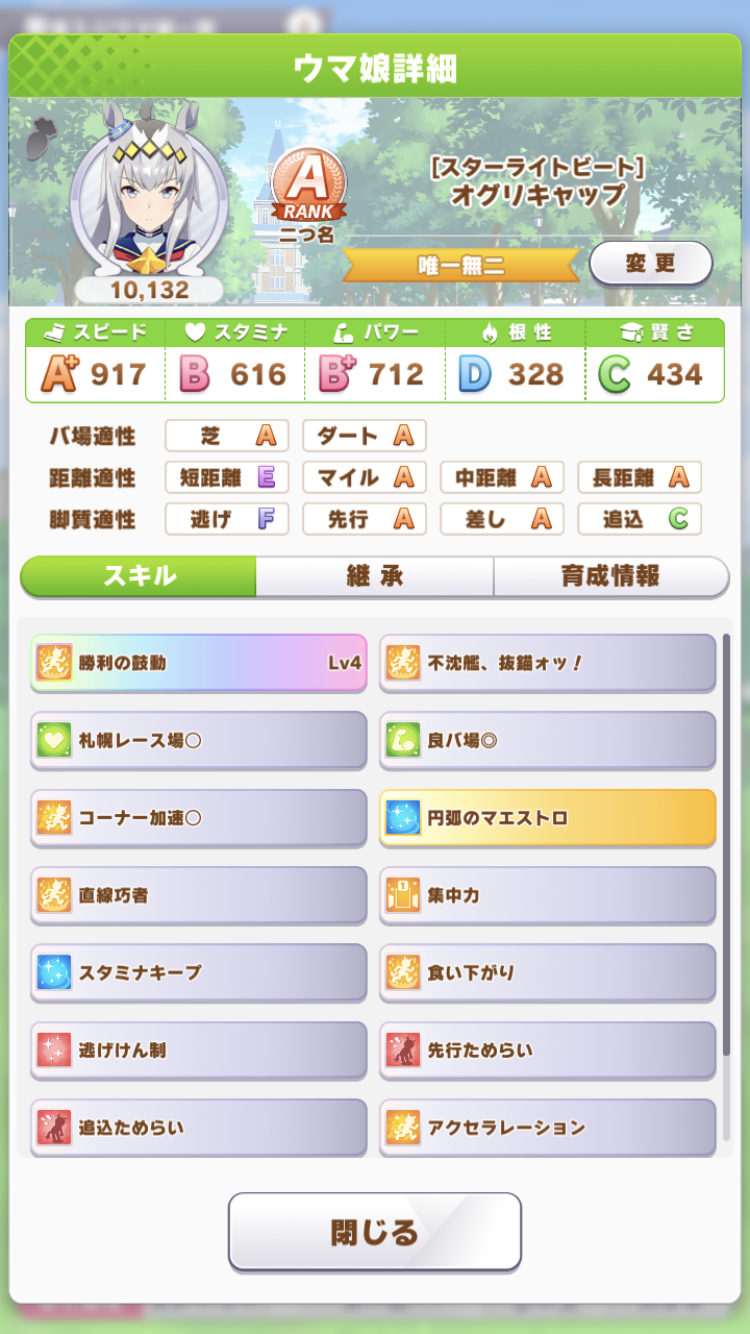 ウマ娘詳細
A
RANK
二つ名
[スターライトビート]
オグリキャップ
唯一無二
変更
10,132
スピード スタミナ パワー 根性 賢さ
A+ 917 B 616 B+ 712 D 328 C 434
バ場適性 芝 A ダート A
距離適性 短距離 E マイル A 中距離 A 長距離 A
脚質適性 逃げ F 先行 A 差し A 追込 C
スキル 継承 育成情報
勝利の鼓動 Lv4 不沈艦、抜錨ォッ!
札幌レース場○ 良バ場◎
コーナー加速○ 円弧のマエストロ
直線巧者 集中力
スタミナキープ 食い下がり
逃げけん制 先行ためらい
追込ためらい アクセラレーション
閉じる